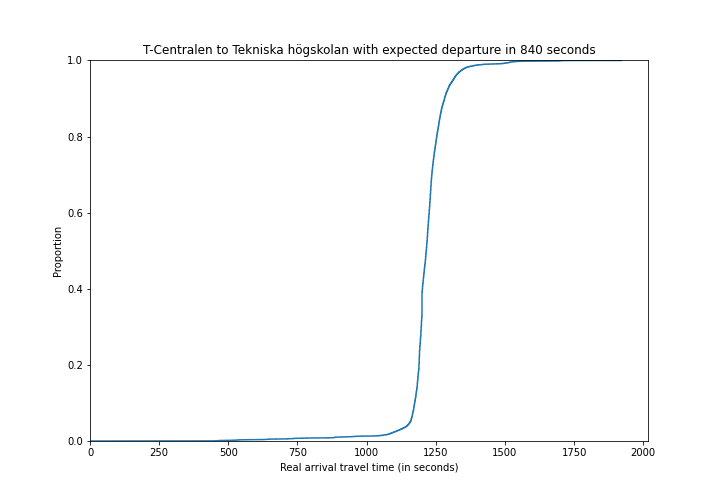 T-Centralen to Tekniska högskolan with expected departure in 840 seconds
1.0
0.8
0.6
0.4
0.2
0.0
Proportion
0 250 500 750 1000 1250 1500 1750 2000
Real arrival travel time (in seconds)